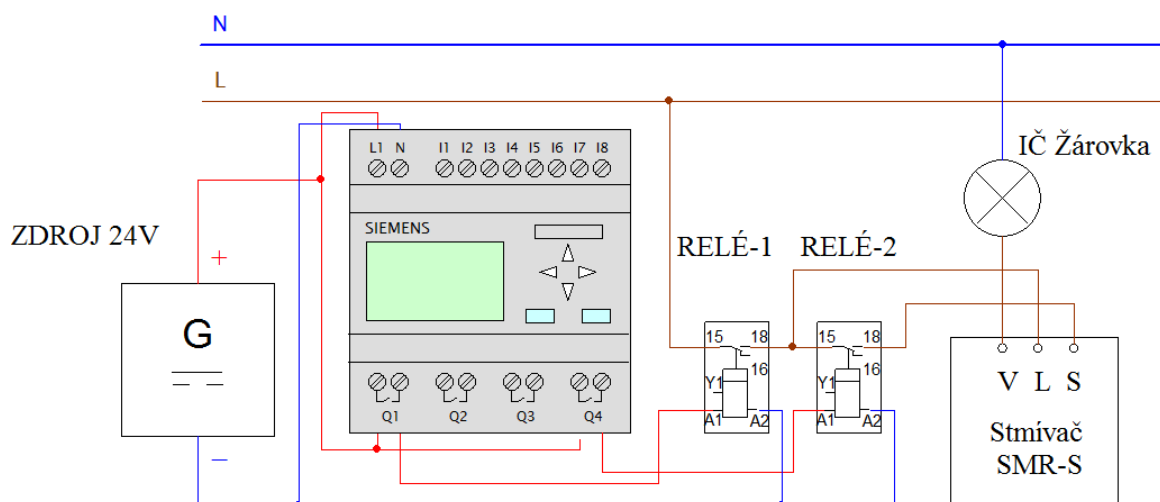 N
L
L1 N I1 I2 I3 I4 I5 I6 I7 I8
IČ Žárovka
SIEMENS
ZDROJ 24V
RELÉ-1 RELÉ-2
+
G
15 18 15 18
16 16
Y1 Y1
A1 A2 A1 A2
V L S
Q1 Q2 Q3 Q4
Stmívač
SMR-S
−